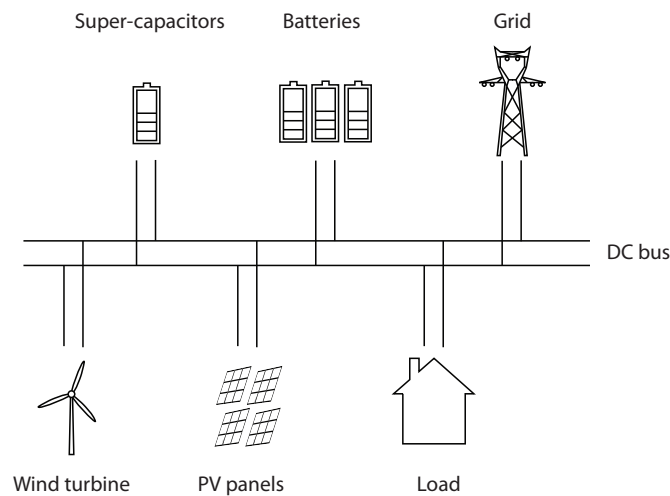 Super-capacitors
Batteries
Grid
DC bus
Wind turbine
PV panels
Load